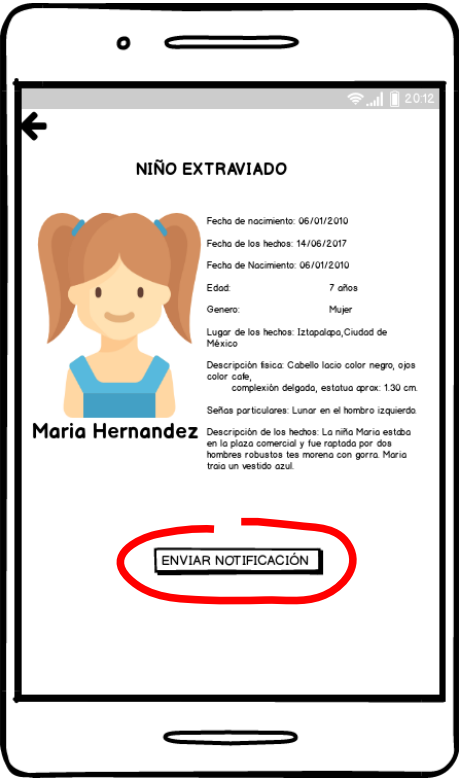 20:12
NIÑO EXTRAVIADO
Fecha de nacimiento: 06/01/2010
Fecha de los hechos: 14/06/2017
Fecha de Nacimiento: 06/01/2010
Edad: 7 años
Genero: Mujer
Lugar de los hechos: Iztapalapa,Ciudad de
México
Descripción fisica: Cabello lacio color negro, ojos
color cafe,
complexión delgada, estatua aprox: 1.30 cm.
Señas particulares: Lunar en el hombro izquierdo.
Maria Hernandez
Descripción de los hechos: La niña Maria estaba
en la plaza comercial y fue raptada por dos
hombres robustos tes morena con gorra. Maria
traia un vestido azul.
ENVIAR NOTIFICACIÓN